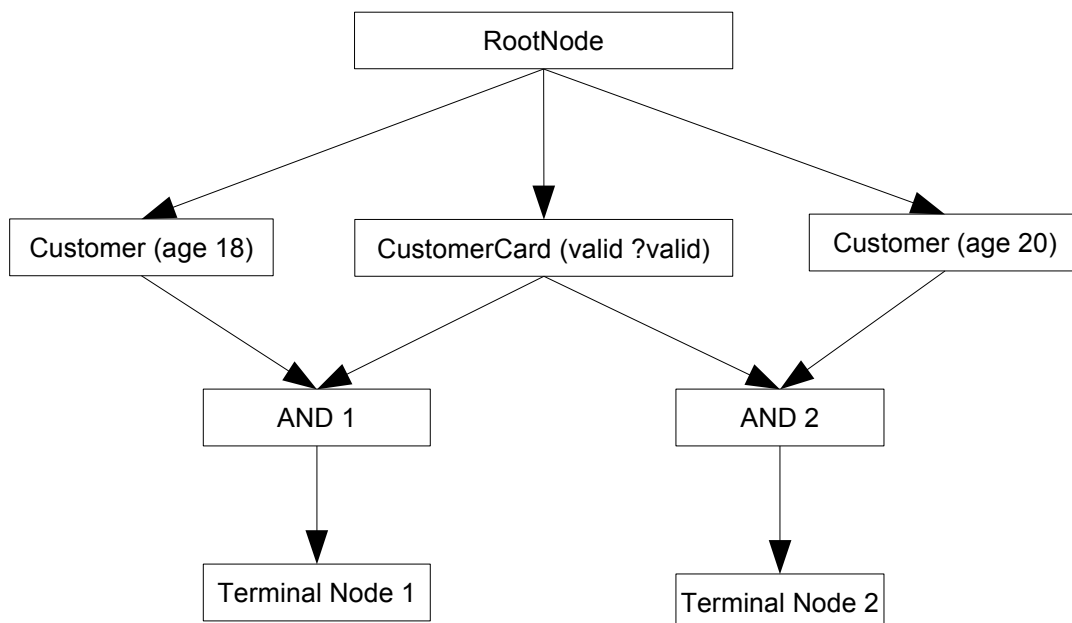 RootNode
Customer (age 18)
CustomerCard (valid ?valid)
Customer (age 20)
AND 1
AND 2
Terminal Node 1
Terminal Node 2